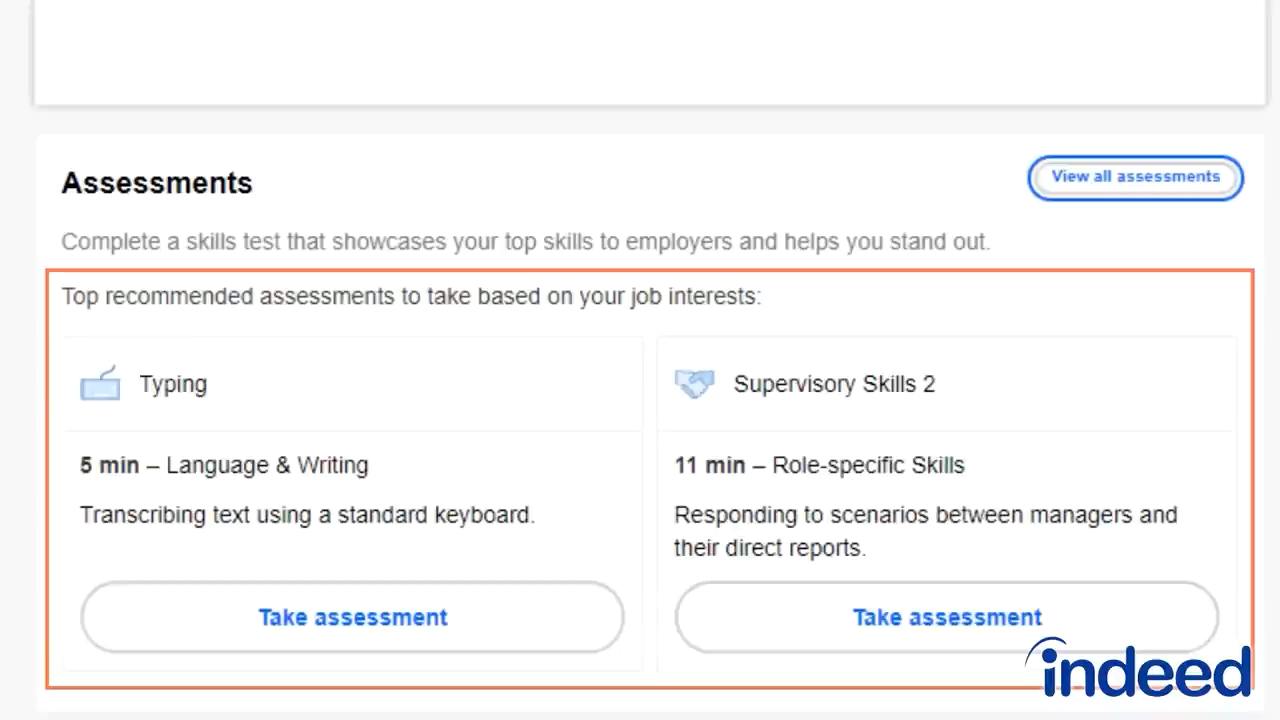 Assessments
View all assessments
Complete a skills test that showcases your top skills to employers and helps you stand out.
Top recommended assessments to take based on your job interests:
Typing
5 min – Language & Writing
Transcribing text using a standard keyboard.
Take assessment
Supervisory Skills 2
11 min – Role-specific Skills
Responding to scenarios between managers and
their direct reports.
Take assessment
indeed